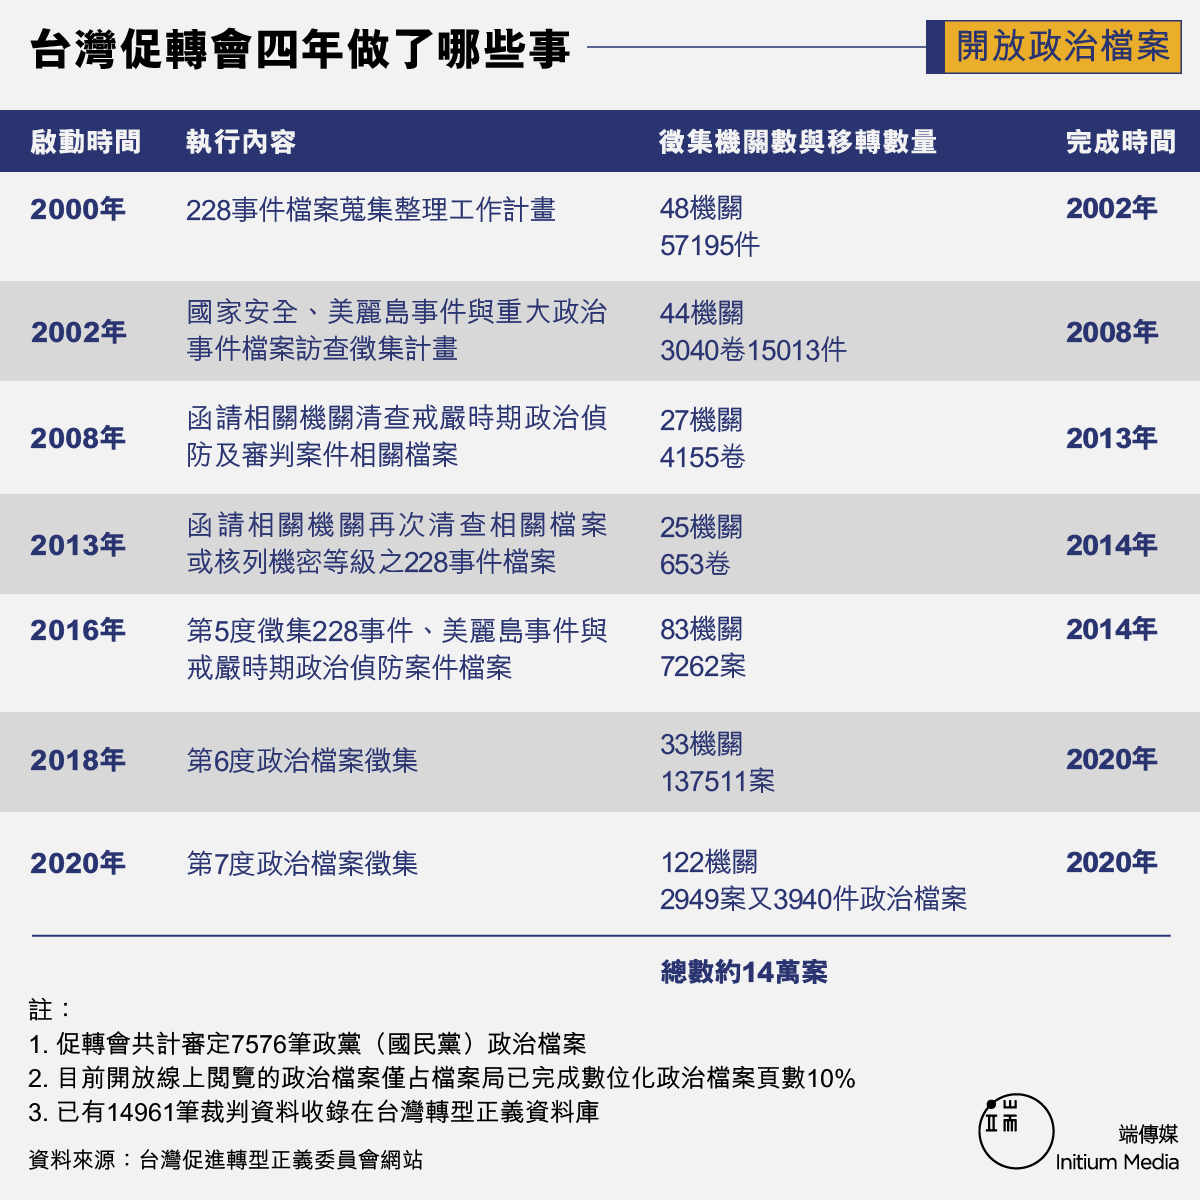 台灣促轉會四年做了哪些事
開放政治檔案
啟動時間 執行內容 徵集機關數與移轉數量 完成時間
2000年 228事件檔案蒐集整理工作計畫 48機關 2002年
57195件
2002年 國家安全、美麗島事件與重大政治 44機關 2008年
事件檔案訪查徵集計畫 3040卷15013件
2008年 函請相關機關清查戒嚴時期政治偵 27機關 2013年
防及審判案件相關檔案 4155卷
2013年 函請相關機關再次清查相關檔案 25機關 2014年
或核列機密等級之228事件檔案 653卷
2016年 第5度徵集228事件、美麗島事件與 83機關 2014年
戒嚴時期政治偵防案件檔案 7262案
2018年 第6度政治檔案徵集 33機關 2020年
137511案
2020年 第7度政治檔案徵集 122機關 2020年
2949案又3940件政治檔案
總數約14萬案
註：
1. 促轉會共計審定7576筆政黨（國民黨）政治檔案
2. 目前開放線上閱覽的政治檔案僅占檔案局已完成數位化政治檔案頁數10%
3. 已有14961筆裁判資料收錄在台灣轉型正義資料庫
資料來源：台灣促進轉型正義委員會網站
端
端傳媒
Initium Media